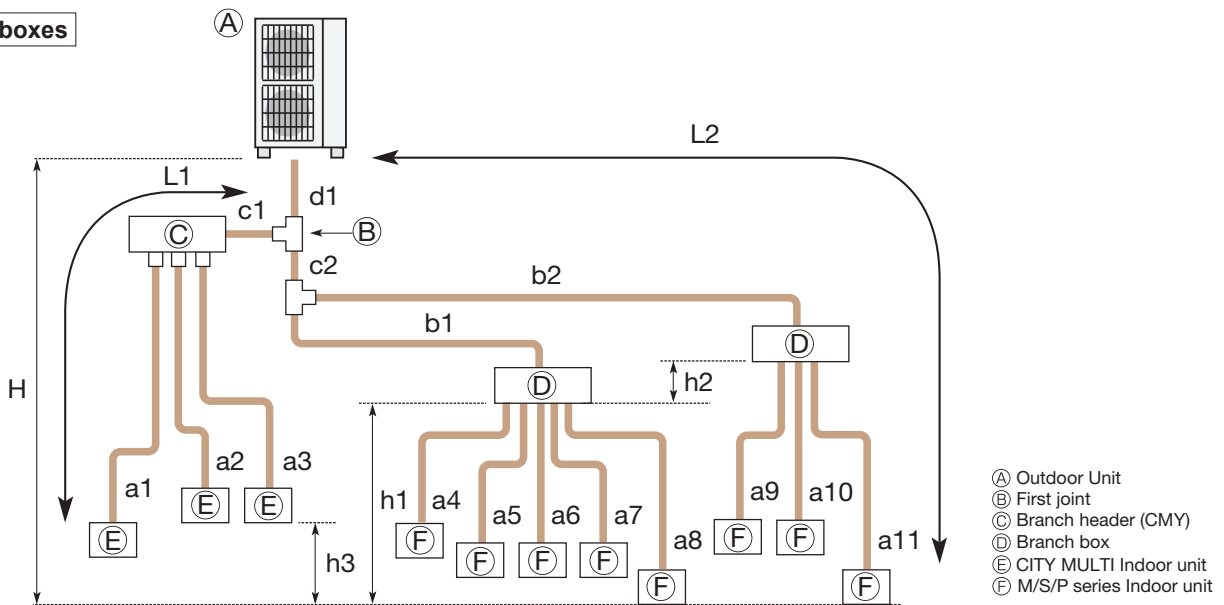 boxes
Ⓐ
L2
L1
d1
c1
Ⓒ
Ⓑ
c2
b2
b1
Ⓓ
Ⓓ
h2
H
a1
a2
a3
Ⓔ
Ⓔ
Ⓔ
h3
h1
a4
a5
a6
a7
a8
a9
a10
a11
Ⓕ
Ⓕ
Ⓕ
Ⓕ
Ⓕ
Ⓕ
Ⓕ
Ⓕ
Ⓐ Outdoor Unit
Ⓑ First joint
Ⓒ Branch header (CMY)
Ⓓ Branch box
Ⓔ CITY MULTI Indoor unit
Ⓕ M/S/P series Indoor unit